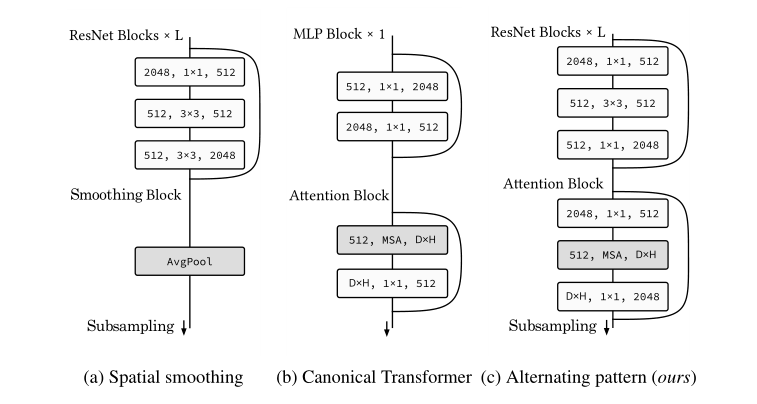 ResNet Blocks × L
2048, 1×1, 512
512, 3×3, 512
512, 3×3, 2048
Smoothing Block
AvgPool
Subsampling
(a) Spatial smoothing
MLP Block × 1
512, 1×1, 2048
2048, 1×1, 512
Attention Block
512, MSA, D×H
D×H, 1×1, 512
(b) Canonical Transformer
ResNet Blocks × L
2048, 1×1, 512
512, 3×3, 512
512, 1×1, 2048
Attention Block
2048, 1×1, 512
512, MSA, D×H
D×H, 1×1, 2048
Subsampling
(c) Alternating pattern (ours)